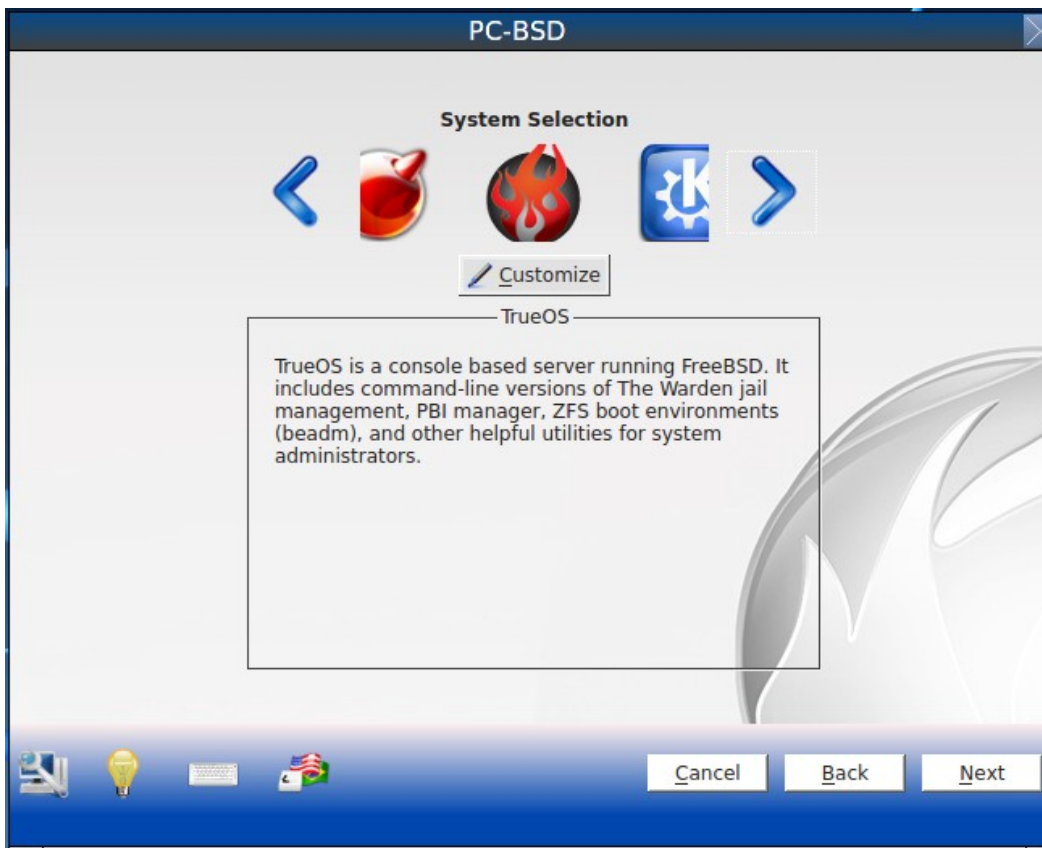 PC-BSD
System Selection
Customize
TrueOS
TrueOS is a console based server running FreeBSD. It
includes command-line versions of The Warden jail
management, PBI manager, ZFS boot environments
(beadm), and other helpful utilities for system
administrators.
Cancel Back Next